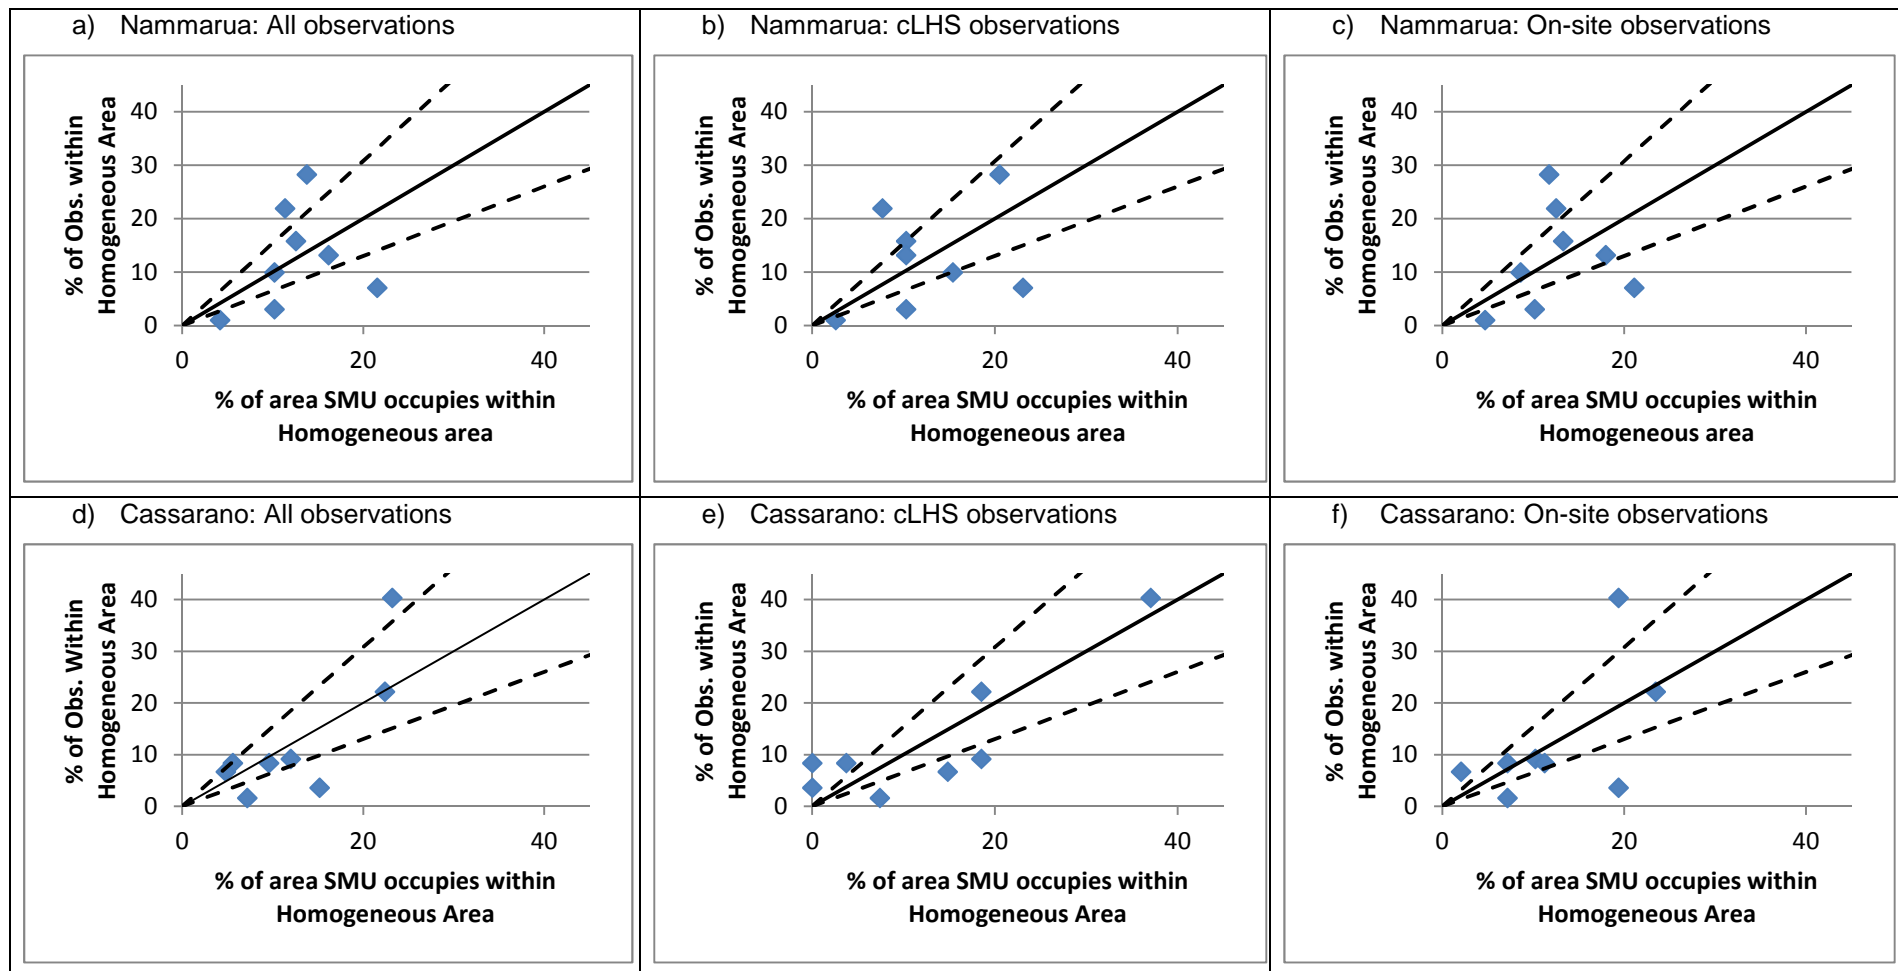 a) Nammarua: All observations
% of Obs. within
Homogeneous Area
40
30
20
10
0
0 20 40
% of area SMU occupies within
Homogeneous area
b) Nammarua: cLHS observations
% of Obs. within
Homogeneous Area
40
30
20
10
0
0 20 40
% of area SMU occupies within
Homogeneous area
c) Nammarua: On-site observations
% of Obs. within
Homogeneous Area
40
30
20
10
0
0 20 40
% of area SMU occupies within
Homogeneous area
d) Cassarano: All observations
% of Obs. Within
Homogeneous Area
40
30
20
10
0
0 20 40
% of area SMU occupies within
Homogeneous Area
e) Cassarano: cLHS observations
% of Obs. within
Homogeneous Area
40
30
20
10
0
0 20 40
% of area SMU occupies within
Homogeneous Area
f) Cassarano: On-site observations
% of Obs. within
Homogeneous Area
40
30
20
10
0
0 20 40
% of area SMU occupies within
Homogeneous Area